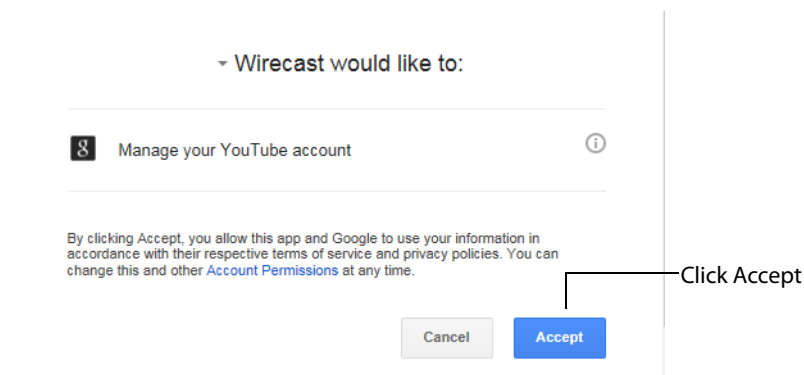 Wirecast would like to:
8 Manage your YouTube account i
By clicking Accept, you allow this app and Google to use your information in
accordance with their respective terms of service and privacy policies. You can
change this and other Account Permissions at any time.
Click Accept
Cancel Accept